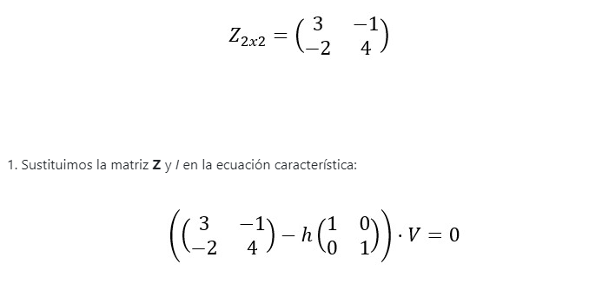 Z₂ₓ₂ = ( 3 −1
−2 4 )
1. Sustituimos la matriz Z y I en la ecuación característica:
(( 3 −1
−2 4 ) − h ( 1 0
0 1 )) · V = 0